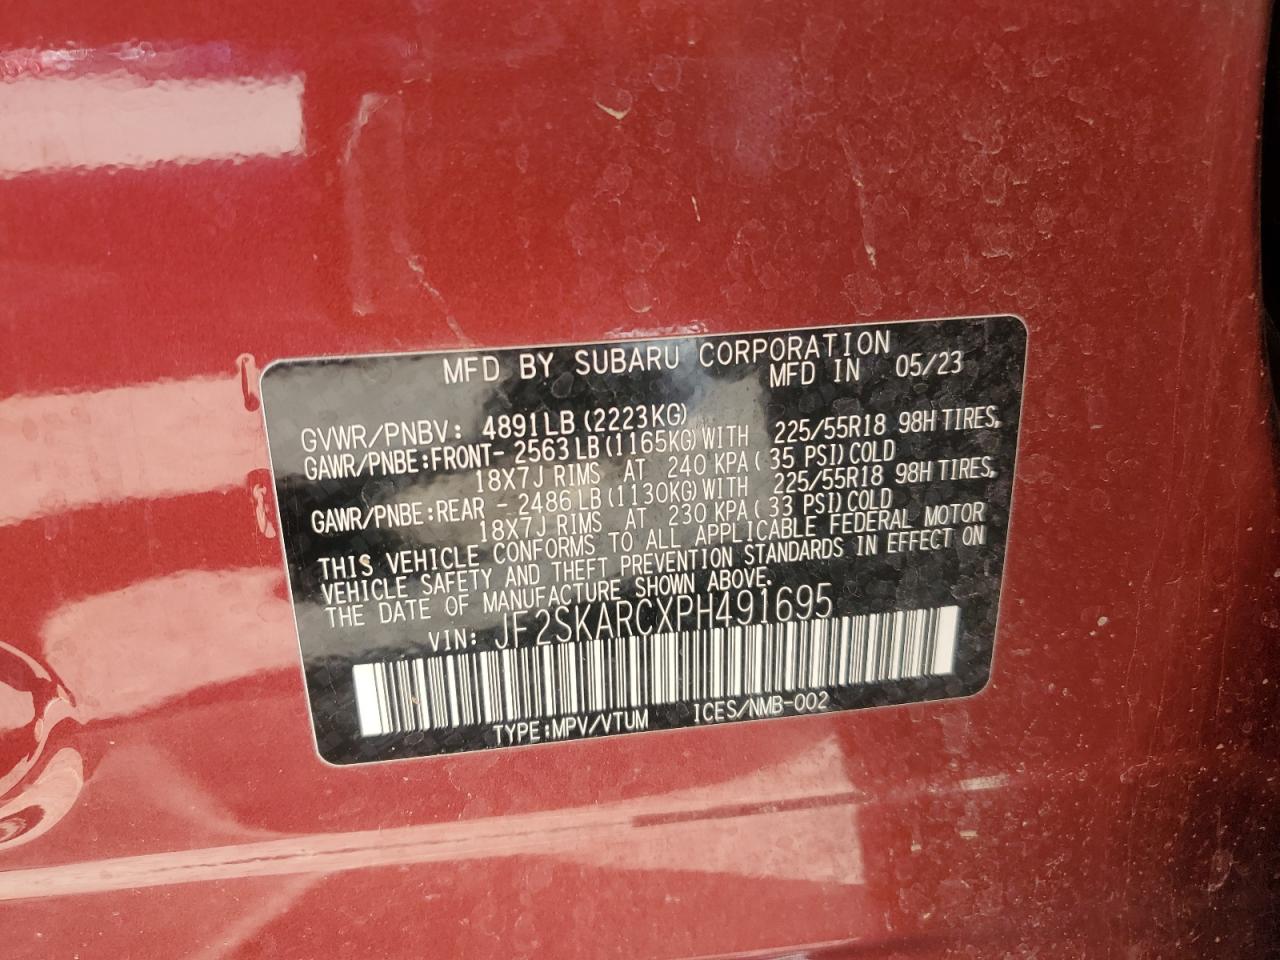 MFD BY SUBARU CORPORATION
MFD IN 05/23
GVWR/PNBV: 4891LB(2223KG)
GAWR/PNBE:FRONT- 2563LB(1165KG)WITH 225/55R18 98H TIRES,
18X7J RIMS AT 240 KPA( 35 PSI)COLD
GAWR/PNBE:REAR - 2486LB(1130KG)WITH 225/55R18 98H TIRES,
18X7J RIMS AT 230 KPA( 33 PSI)COLD
THIS VEHICLE CONFORMS TO ALL APPLICABLE FEDERAL MOTOR
VEHICLE SAFETY AND THEFT PREVENTION STANDARDS IN EFFECT ON
THE DATE OF MANUFACTURE SHOWN ABOVE.
VIN: JF2SKARCXPH491695
TYPE:MPV/VTUM ICES/NMB-002